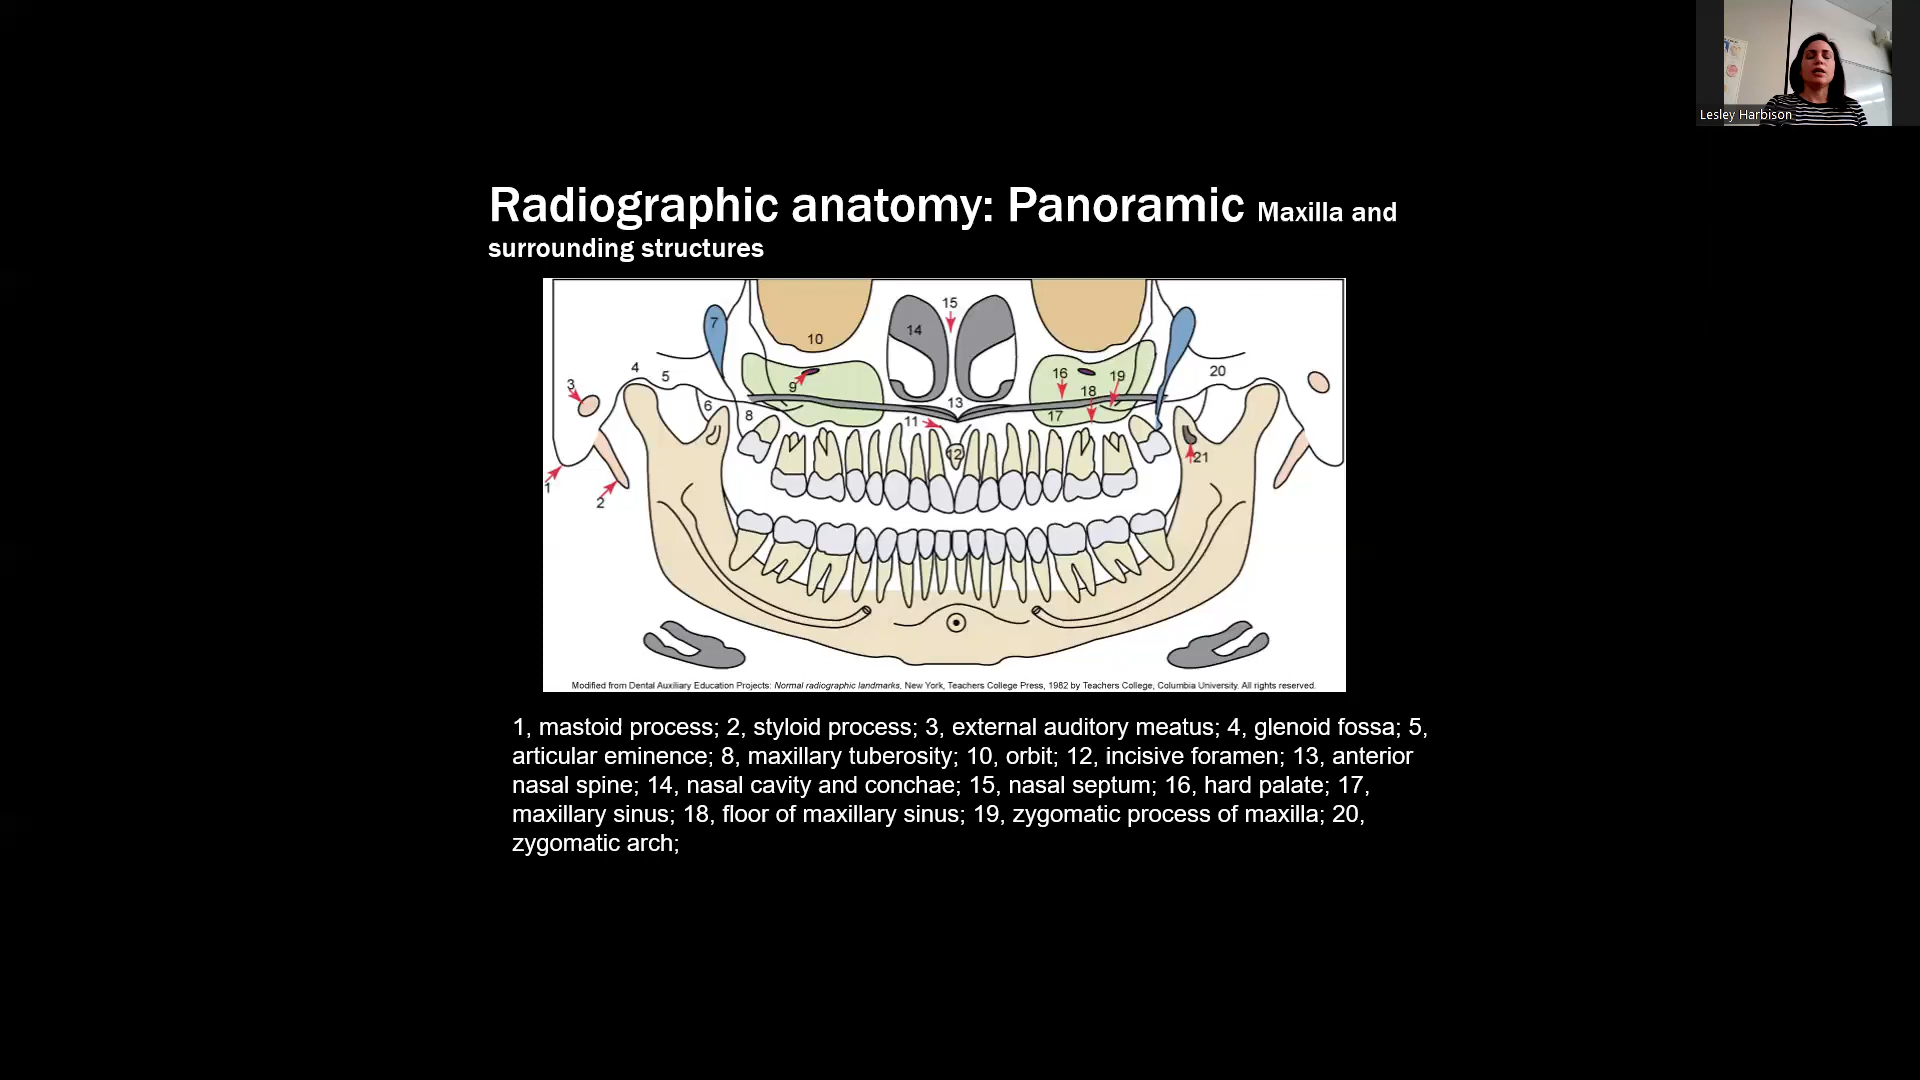 Lesley Harbison
Radiographic anatomy: Panoramic Maxilla and
surrounding structures
15
7
14
10
4
5
3
9
16
19
18
20
6
8
13
17
11
12
21
1
2
Modified from Dental Auxiliary Education Projects: Normal radiographic landmarks, New York, Teachers College Press, 1982 by Teachers College, Columbia University. All rights reserved.
1, mastoid process; 2, styloid process; 3, external auditory meatus; 4, glenoid fossa; 5,
articular eminence; 8, maxillary tuberosity; 10, orbit; 12, incisive foramen; 13, anterior
nasal spine; 14, nasal cavity and conchae; 15, nasal septum; 16, hard palate; 17,
maxillary sinus; 18, floor of maxillary sinus; 19, zygomatic process of maxilla; 20,
zygomatic arch;